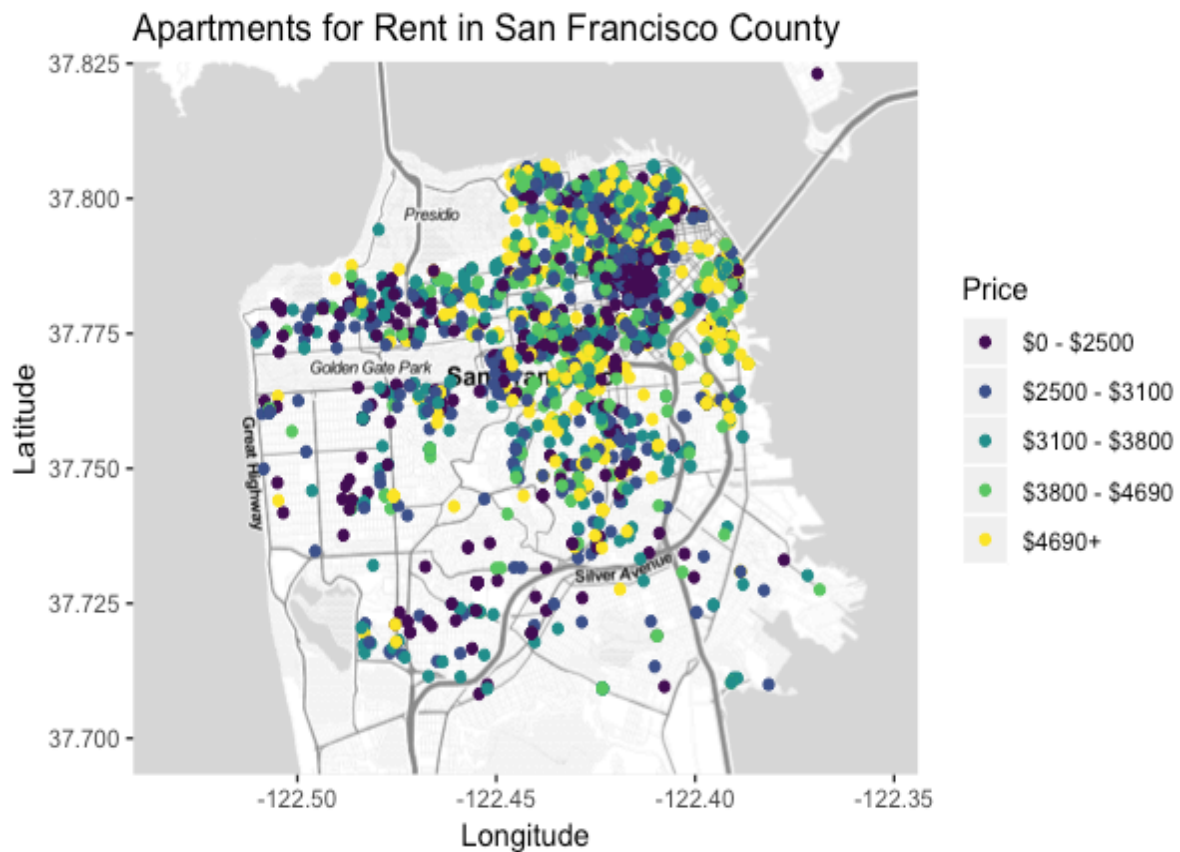 Apartments for Rent in San Francisco County
37.825
37.800
37.775
37.750
37.725
37.700
Latitude
Presidio
Golden Gate Park
San
Great Highway
Silver Avenue
-122.50
-122.45
-122.40
-122.35
Longitude
Price
$0 - $2500
$2500 - $3100
$3100 - $3800
$3800 - $4690
$4690+